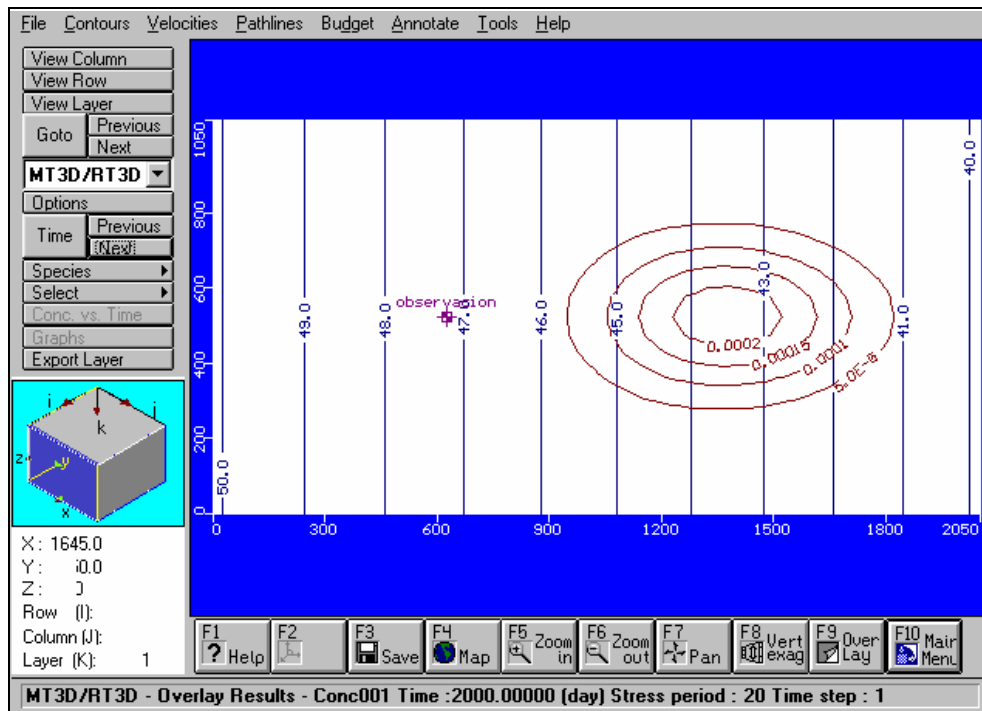 File Contours Velocities Pathlines Budget Annotate Tools Help
View Column
View Row
View Layer
Goto
Previous
Next
MT3D/RT3D
Options
Time
Previous
Next
Species
Select
Conc. vs. Time
Graphs
Export Layer
i j
k
z
y
x
X : 1645.0
Y : 0.0
Z :
Row (I):
Column (J):
Layer (K): 1
1050
800
600
400
200
0
0 300 600 900 1200 1500 1800 2050
50.0
49.0
48.0
47.0
46.0
45.0
43.0
41.0
40.0
observasion
0.0002
0.00015
0.0001
F1 ? Help
F2
F3 Save
F4 Map
F5 Zoom in
F6 Zoom out
F7 Pan
F8 Vert exag
F9 Over Lay
F10 Main Menu
MT3D/RT3D - Overlay Results - Conc001 Time :2000.00000 (day) Stress period : 20 Time step : 1